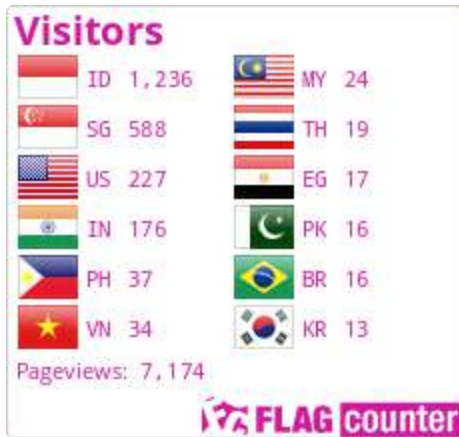 Visitors
ID 1,236
SG 588
US 227
IN 176
PH 37
VN 34
MY 24
TH 19
EG 17
PK 16
BR 16
KR 13
Pageviews: 7,174
FLAG counter